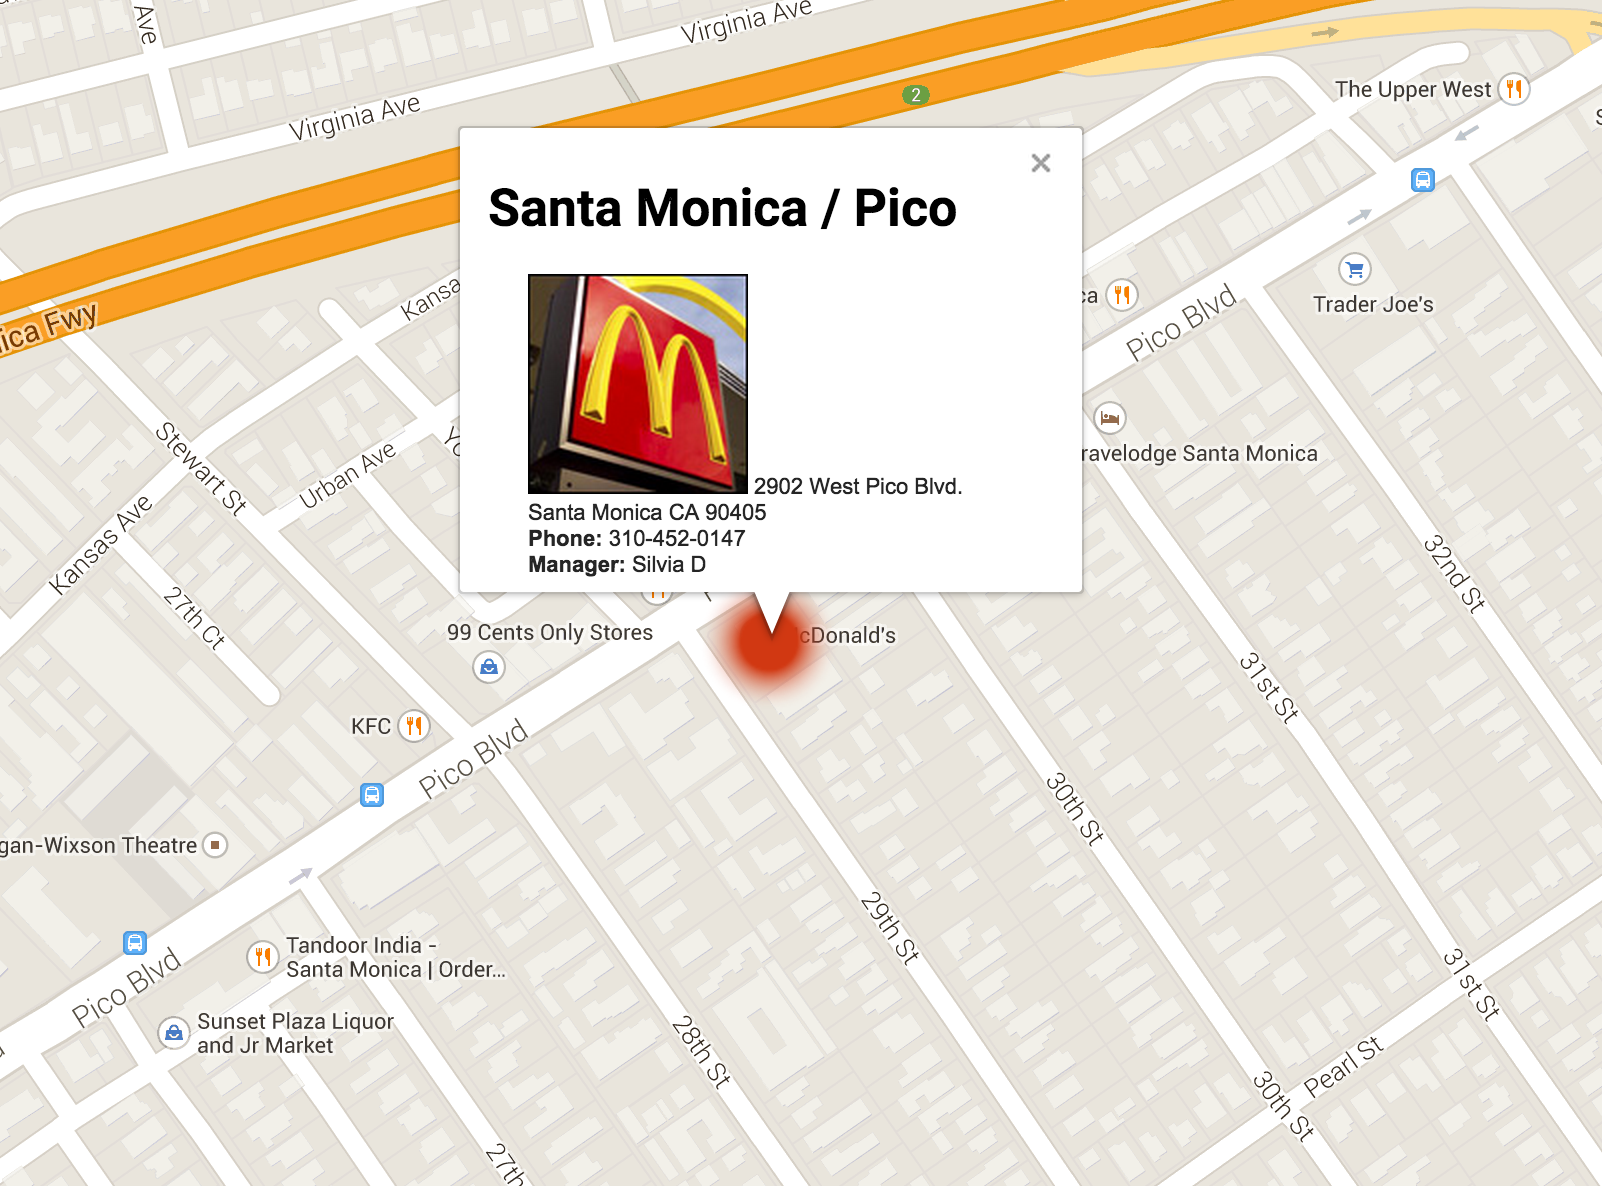 Ave
Virginia Ave
Virginia Ave
2
The Upper West
Santa Monica / Pico
2902 West Pico Blvd.
Santa Monica CA 90405
Phone: 310-452-0147
Manager: Silvia D
ica Fwy
Kansa
ca
Pico Blvd
Trader Joe's
Stewart St
Urban Ave
Yo
ravelodge Santa Monica
Kansas Ave
27th Ct
32nd St
99 Cents Only Stores
cDonald's
31st St
KFC
Pico Blvd
30th St
gan-Wixson Theatre
29th St
Tandoor India -
Santa Monica | Order...
Pico Blvd
31st St
Sunset Plaza Liquor
and Jr Market
28th St
Pearl St
30th St
27th